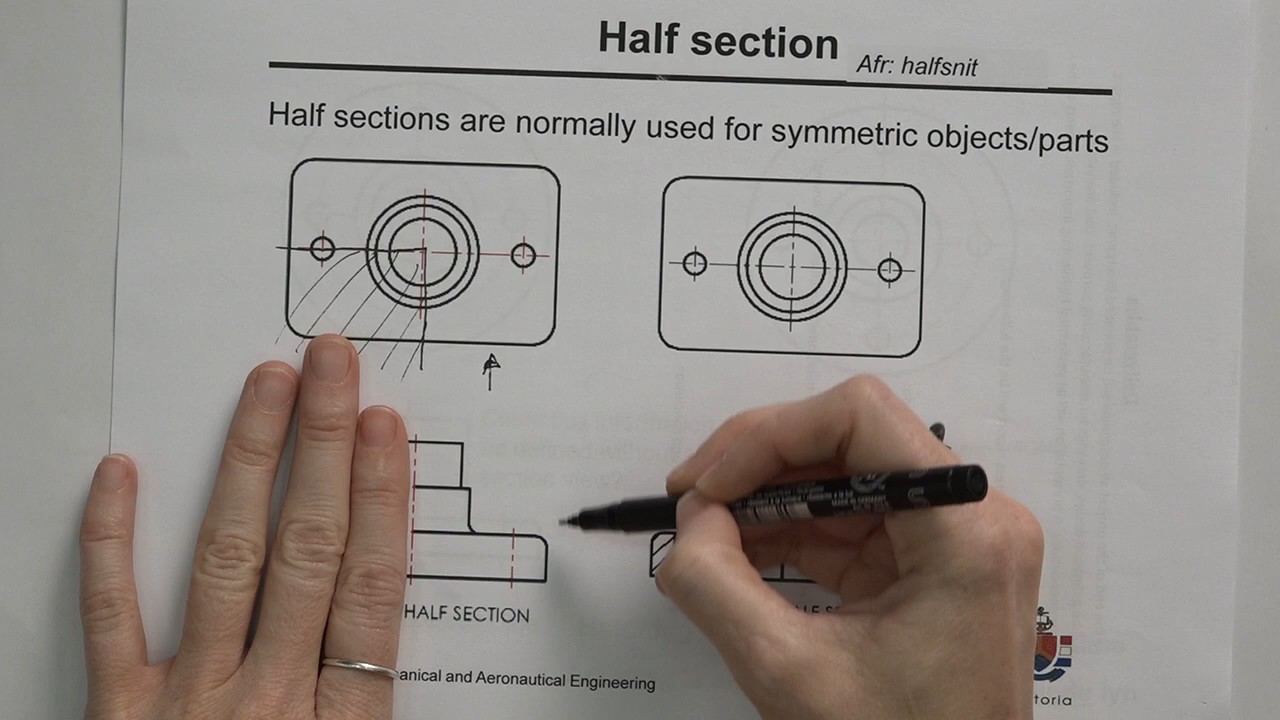 Half section
Afr: halfsnit
Half sections are normally used for symmetric objects/parts
HALF SECTION
anical and Aeronautical Engineering
toria